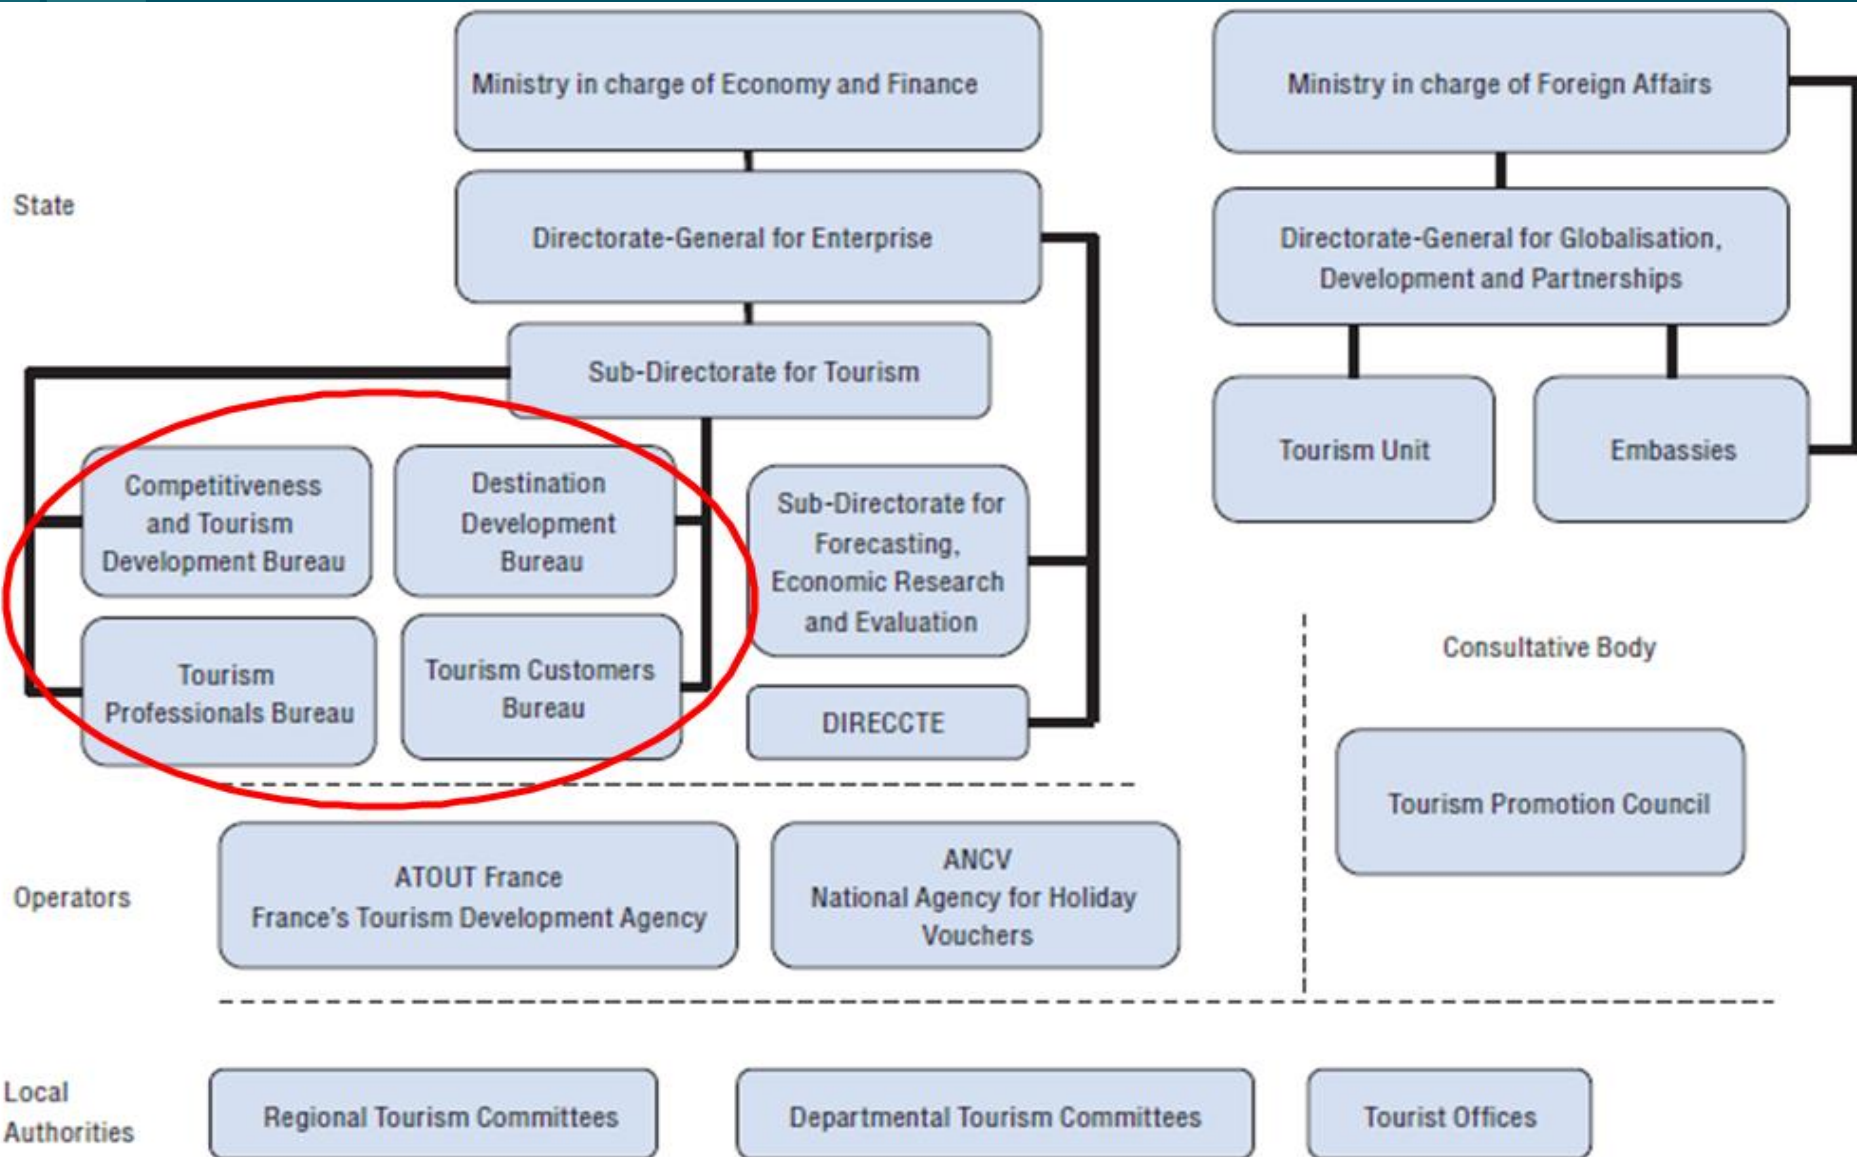 Ministry in charge of Economy and Finance
Ministry in charge of Foreign Affairs
State
Directorate-General for Enterprise
Directorate-General for Globalisation,
Development and Partnerships
Sub-Directorate for Tourism
Tourism Unit
Embassies
Competitiveness
and Tourism
Development Bureau
Destination
Development
Bureau
Sub-Directorate for
Forecasting,
Economic Research
and Evaluation
Tourism
Professionals Bureau
Tourism Customers
Bureau
DIRECCTE
Consultative Body
Tourism Promotion Council
Operators
ATOUT France
France's Tourism Development Agency
ANCV
National Agency for Holiday
Vouchers
Local
Authorities
Regional Tourism Committees
Departmental Tourism Committees
Tourist Offices